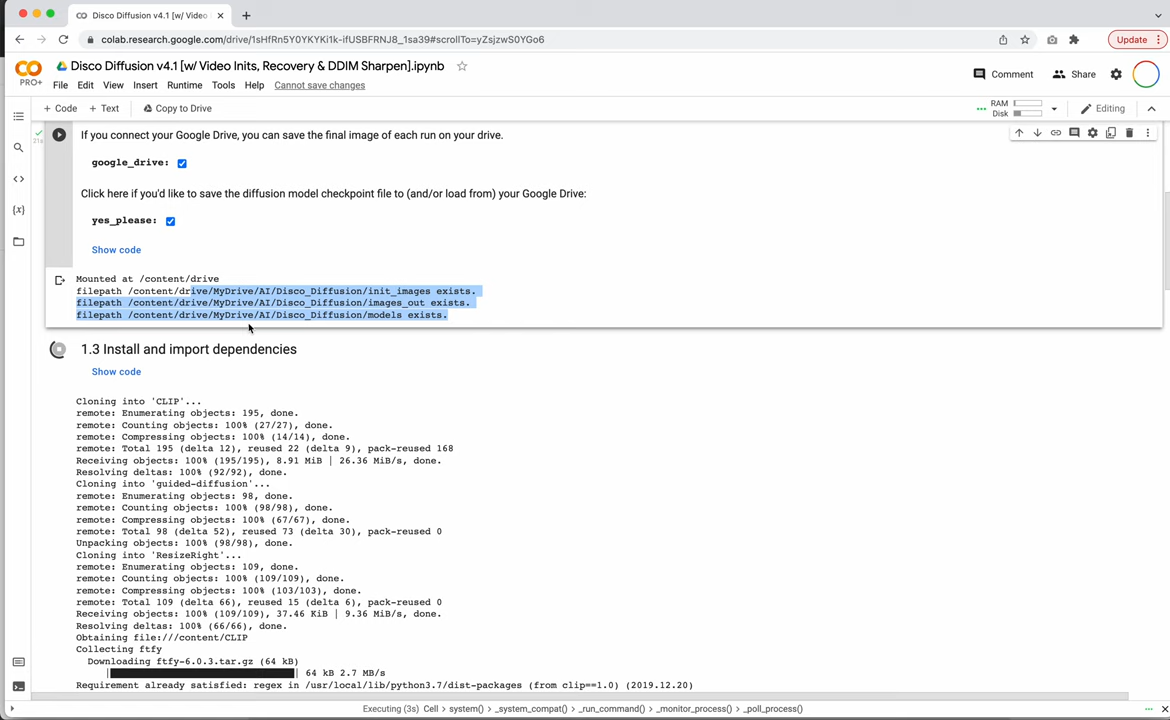 Disco Diffusion v4.1 [w/ Video
colab.research.google.com/drive/1sHfRn5Y0YKYKi1k-ifUSBFRNJ8_1sa39#scrollTo=yZsjzwS0YGo6
Update
PRO+
Disco Diffusion v4.1 [w/ Video Inits, Recovery & DDIM Sharpen].ipynb
File Edit View Insert Runtime Tools Help Cannot save changes
Comment Share
+ Code + Text Copy to Drive
RAM
Disk
Editing
21s
If you connect your Google Drive, you can save the final image of each run on your drive.
google_drive:
Click here if you'd like to save the diffusion model checkpoint file to (and/or load from) your Google Drive:
yes_please:
Show code
Mounted at /content/drive
filepath /content/drive/MyDrive/AI/Disco_Diffusion/init_images exists.
filepath /content/drive/MyDrive/AI/Disco_Diffusion/images_out exists.
filepath /content/drive/MyDrive/AI/Disco_Diffusion/models exists.
1.3 Install and import dependencies
Show code
Cloning into 'CLIP'...
remote: Enumerating objects: 195, done.
remote: Counting objects: 100% (27/27), done.
remote: Compressing objects: 100% (14/14), done.
remote: Total 195 (delta 12), reused 22 (delta 9), pack-reused 168
Receiving objects: 100% (195/195), 8.91 MiB | 26.36 MiB/s, done.
Resolving deltas: 100% (92/92), done.
Cloning into 'guided-diffusion'...
remote: Enumerating objects: 98, done.
remote: Counting objects: 100% (98/98), done.
remote: Compressing objects: 100% (67/67), done.
remote: Total 98 (delta 52), reused 73 (delta 30), pack-reused 0
Unpacking objects: 100% (98/98), done.
Cloning into 'ResizeRight'...
remote: Enumerating objects: 109, done.
remote: Counting objects: 100% (109/109), done.
remote: Compressing objects: 100% (103/103), done.
remote: Total 109 (delta 66), reused 15 (delta 6), pack-reused 0
Receiving objects: 100% (109/109), 37.46 KiB | 9.36 MiB/s, done.
Resolving deltas: 100% (66/66), done.
Obtaining file:///content/CLIP
Collecting ftfy
Downloading ftfy-6.0.3.tar.gz (64 kB)
| | 64 kB 2.7 MB/s
Requirement already satisfied: regex in /usr/local/lib/python3.7/dist-packages (from clip==1.0) (2019.12.20)
Executing (3s) Cell > system() > _system_compat() > _run_command() > _monitor_process() > _poll_process()